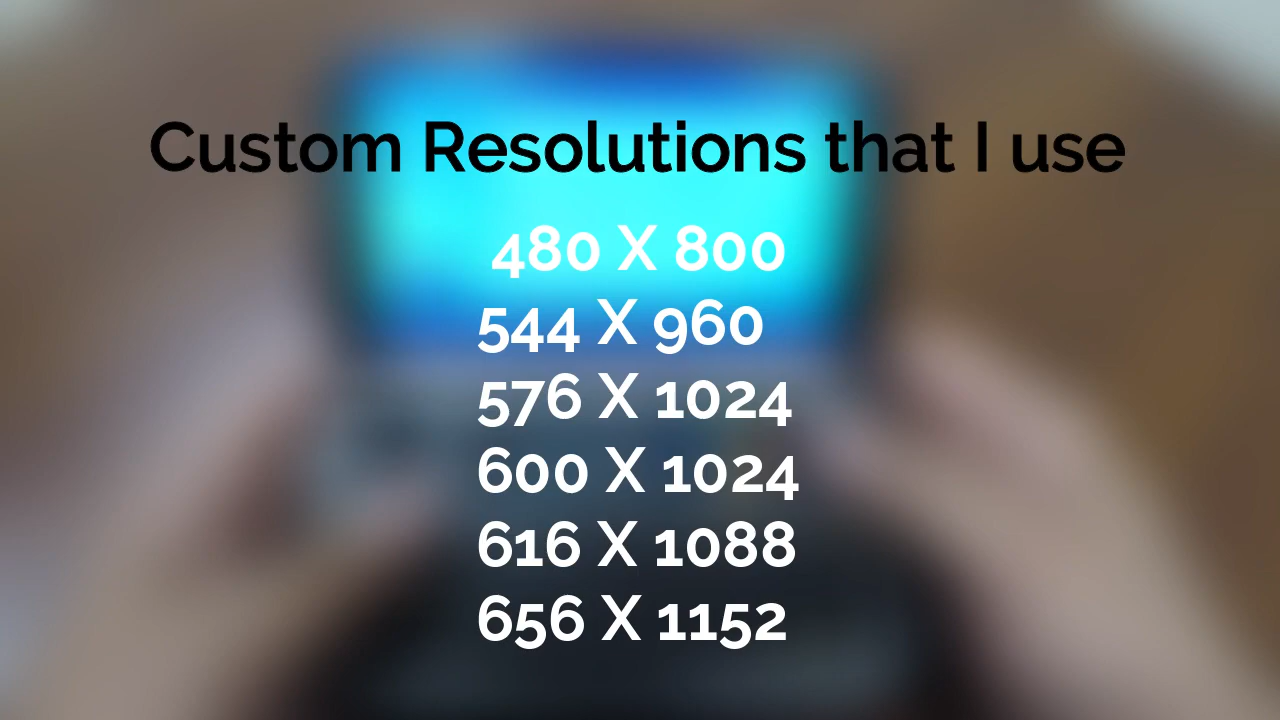 Custom Resolutions that I use
480 X 800
544 X 960
576 X 1024
600 X 1024
616 X 1088
656 X 1152